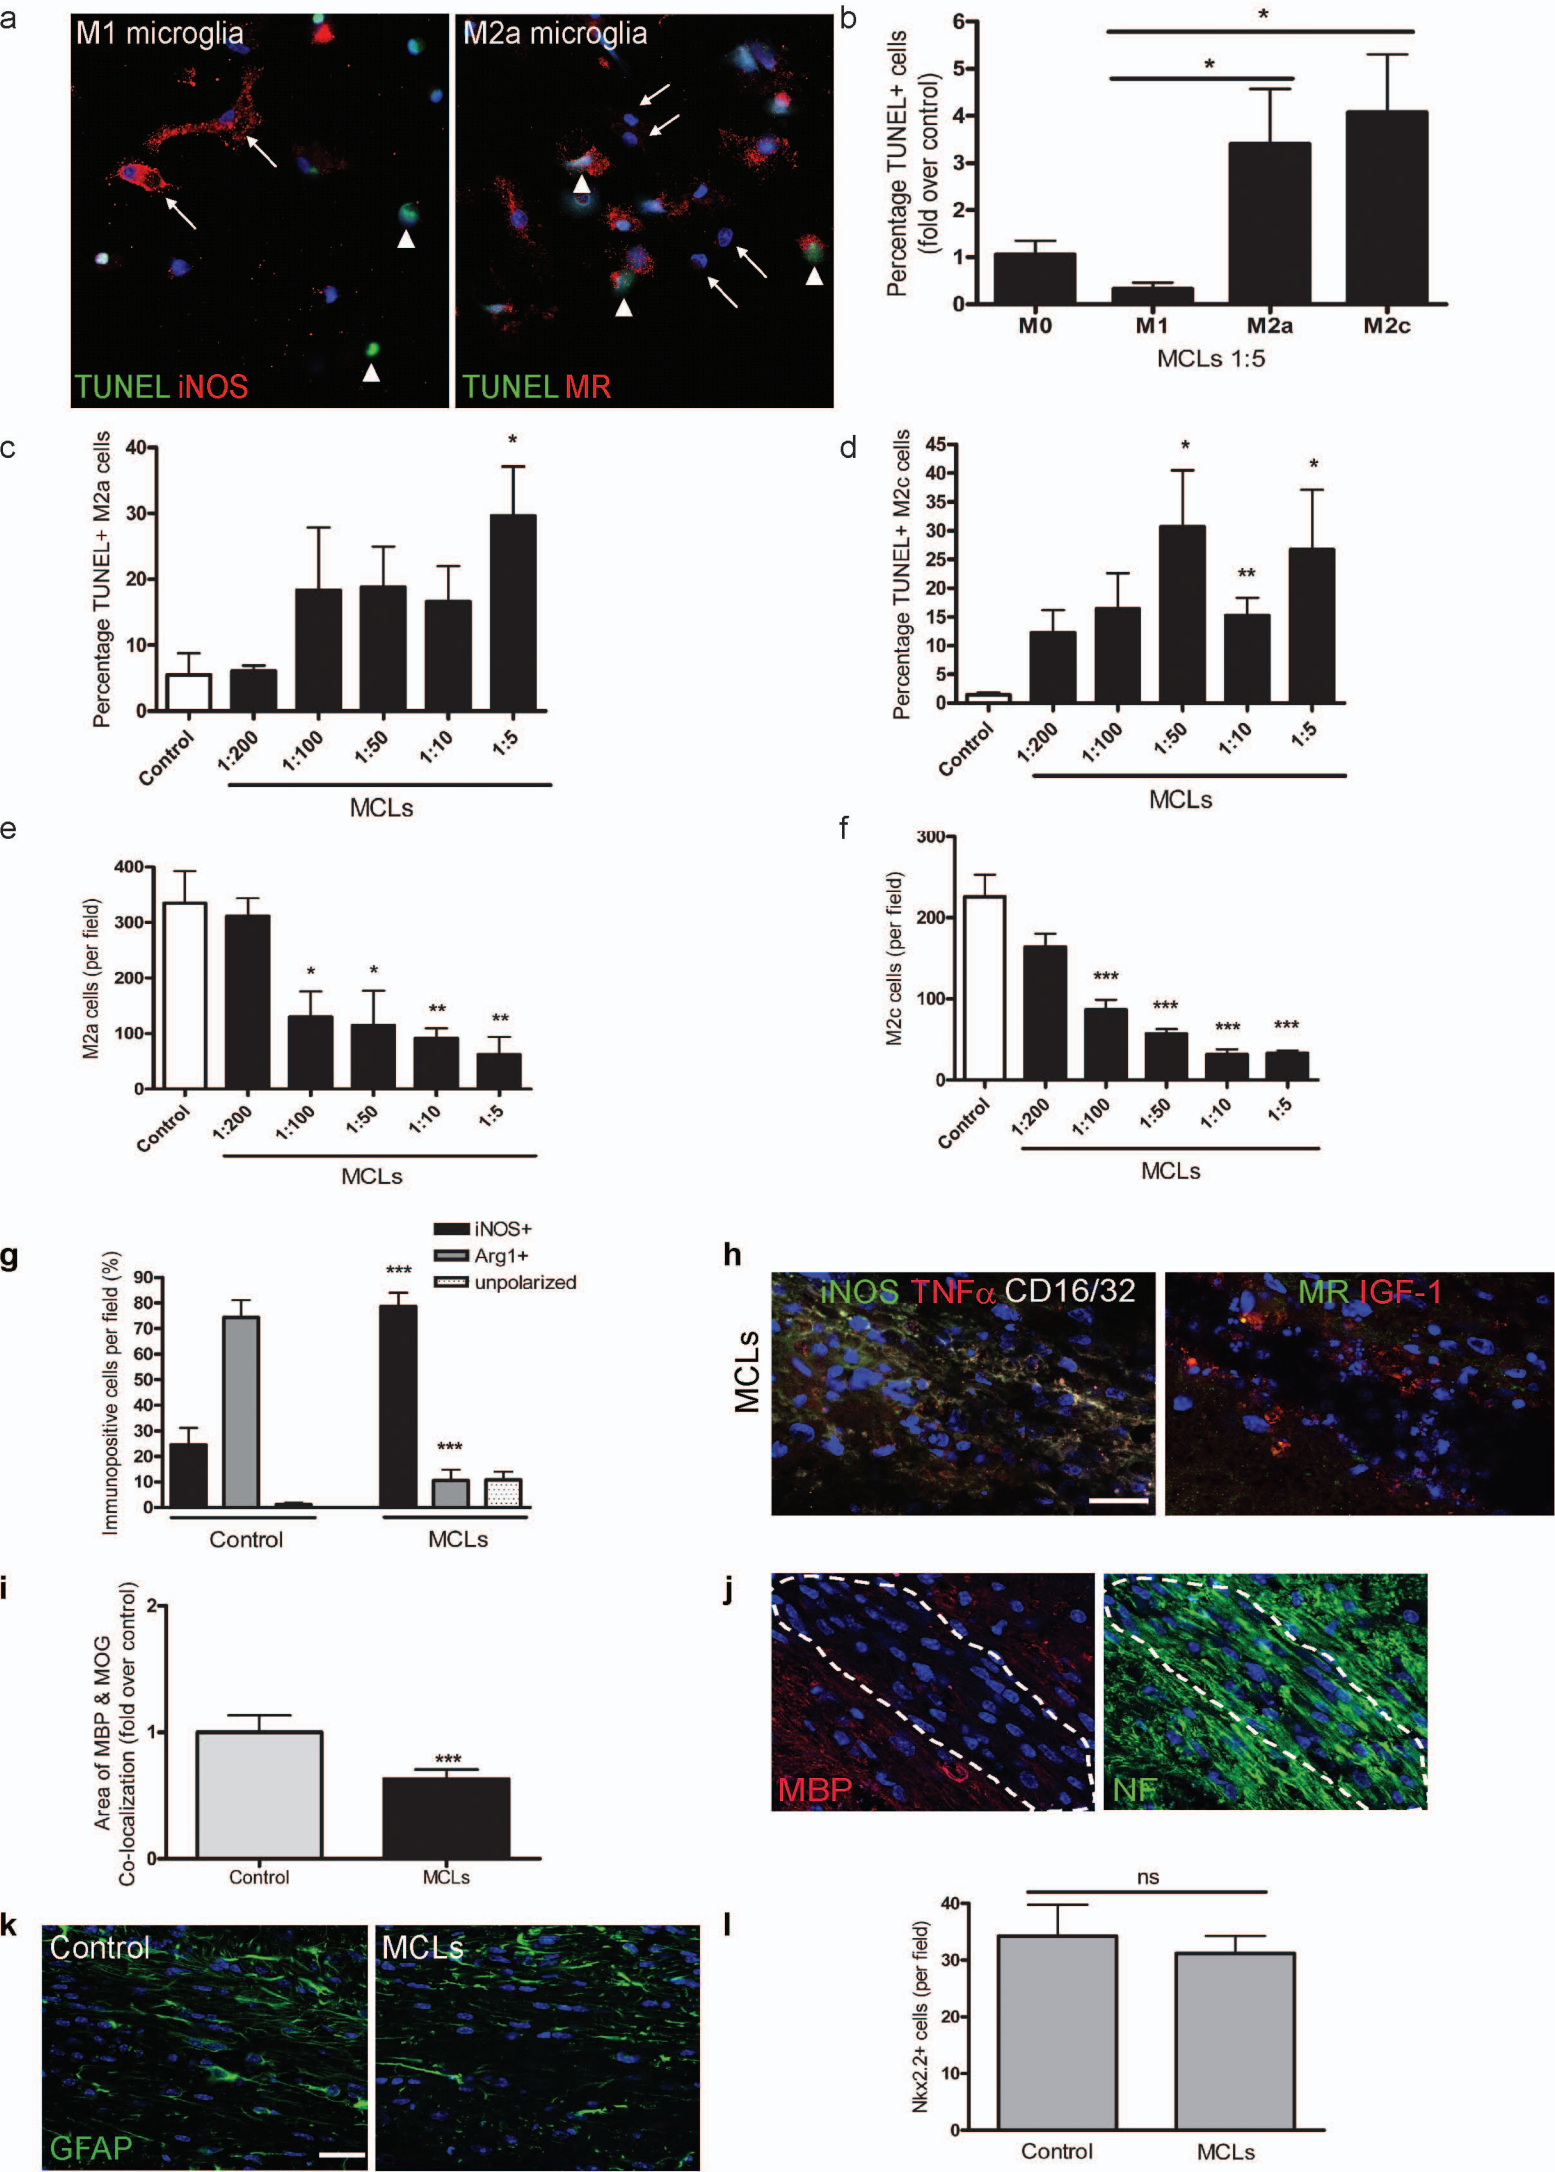 a
M1 microglia
M2a microglia
TUNEL iNOS
TUNEL MR
b
Percentage TUNEL+ cells
(fold over control)
6
5
4
3
2
1
0
*
*
M0 M1 M2a M2c
MCLs 1:5
c
Percentage TUNEL+ M2a cells
40
30
20
10
0
*
Control 1:200 1:100 1:50 1:10 1:5
MCLs
d
Percentage TUNEL+ M2c cells
45
40
35
30
25
20
15
10
5
0
* ** *
Control 1:200 1:100 1:50 1:10 1:5
MCLs
e
M2a cells (per field)
400
300
200
100
0
* * ** **
Control 1:200 1:100 1:50 1:10 1:5
MCLs
f
M2c cells (per field)
300
200
100
0
*** *** *** ***
Control 1:200 1:100 1:50 1:10 1:5
MCLs
g
iNOS+
Arg1+
unpolarized
Immunopositive cells per field (%)
90
80
70
60
50
40
30
20
10
0
***
***
Control MCLs
h
MCLs
iNOS TNFα CD16/32
MR IGF-1
i
Area of MBP & MOG
Co-localization (fold over control)
2
1
0
***
Control MCLs
j
MBP
NF
k
Control
MCLs
GFAP
l
ns
Nkx2.2+ cells (per field)
40
30
20
10
0
Control MCLs